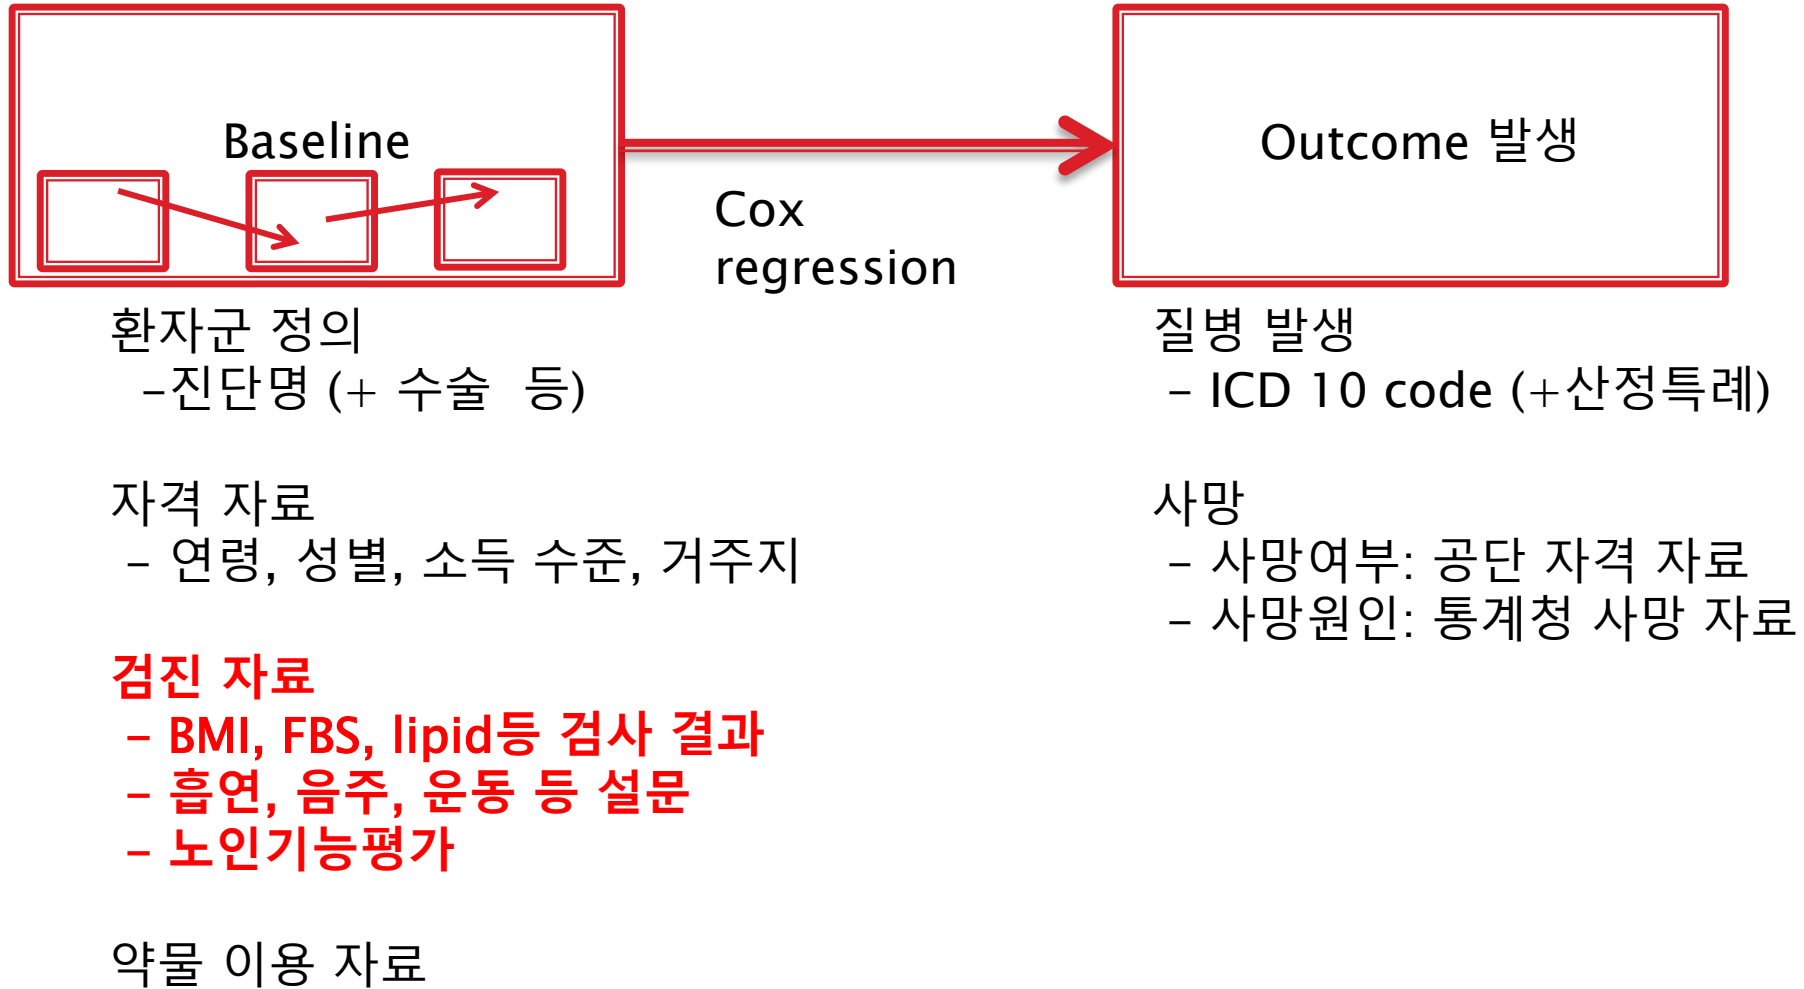 Baseline
Cox
regression
Outcome 발생
환자군 정의
-진단명 (+ 수술 등)
자격 자료
- 연령, 성별, 소득 수준, 거주지
검진 자료
- BMI, FBS, lipid등 검사 결과
- 흡연, 음주, 운동 등 설문
- 노인기능평가
약물 이용 자료
질병 발생
- ICD 10 code (+산정특례)
사망
- 사망여부: 공단 자격 자료
- 사망원인: 통계청 사망 자료